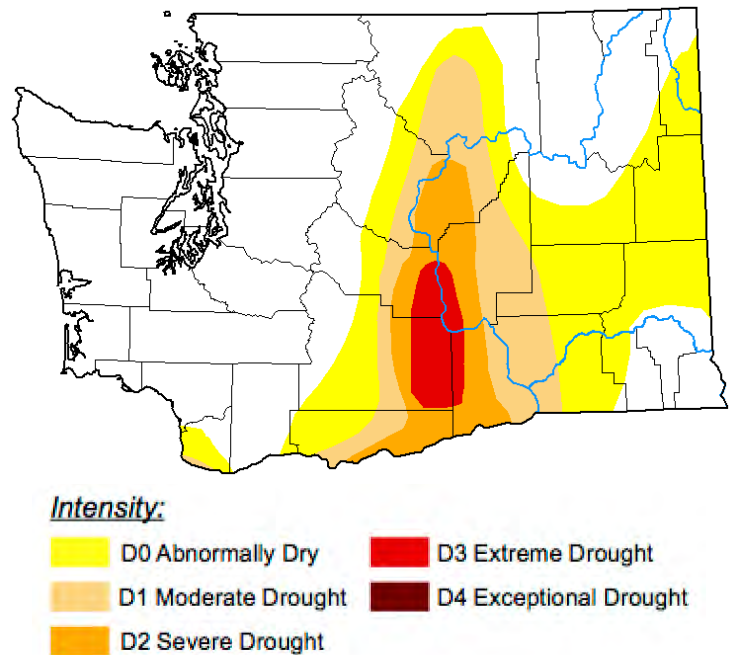 Intensity:
D0 Abnormally Dry
D1 Moderate Drought
D2 Severe Drought
D3 Extreme Drought
D4 Exceptional Drought